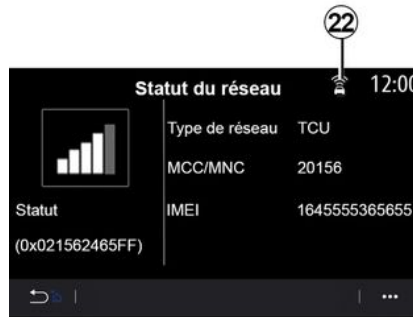 22
Statut du réseau 12:00
Type de réseau TCU
MCC/MNC 20156
Statut IMEI 1645555365655
(0x021562465FF)